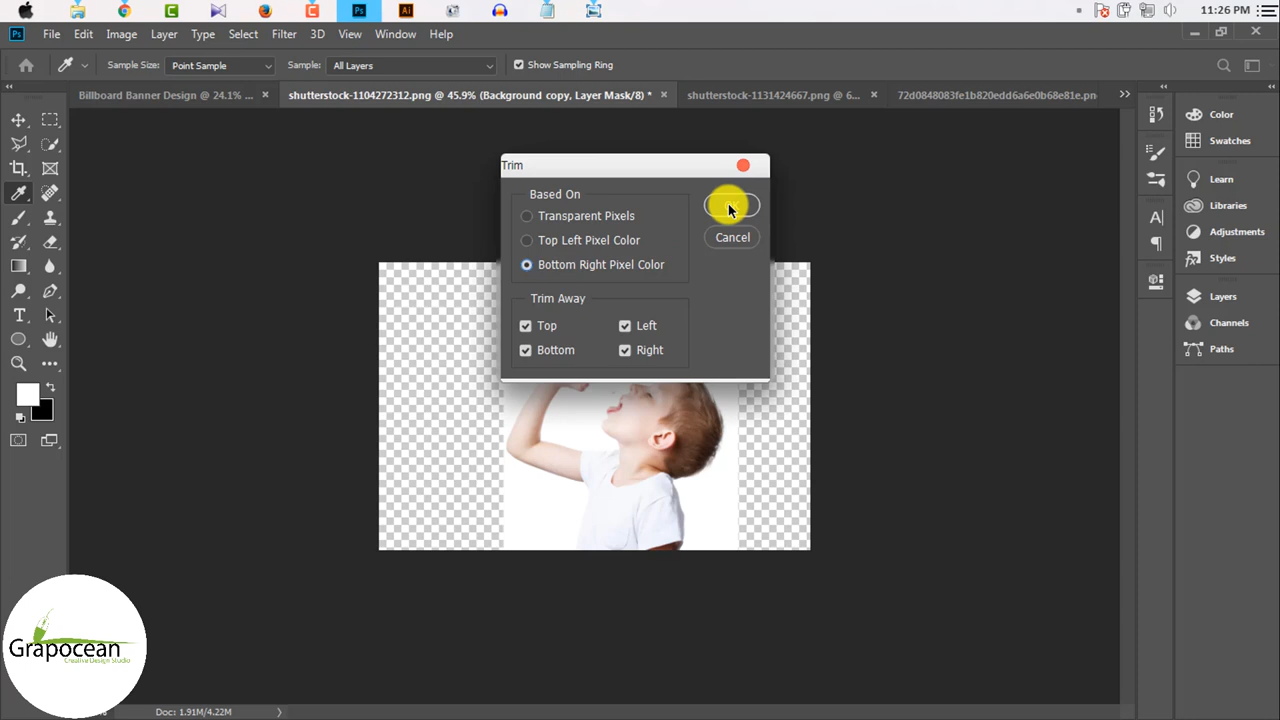 11:26 PM
Ps File Edit Image Layer Type Select Filter 3D View Window Help
Sample Size: Point Sample Sample: All Layers Show Sampling Ring
Billboard Banner Design @ 24.1% ... × shutterstock-1104272312.png @ 45.9% (Background copy, Layer Mask/8) * × shutterstock-1131424667.png @ 6... × 72d0848083fe1b820edd6a6e0b68e81e.png
Trim
Based On
Transparent Pixels
Top Left Pixel Color
Bottom Right Pixel Color
Cancel
Trim Away
Top Left
Bottom Right
Color
Swatches
Learn
Libraries
Adjustments
Styles
Layers
Channels
Paths
Grapocean
Creative Design Studio
Doc: 1.91M/4.22M